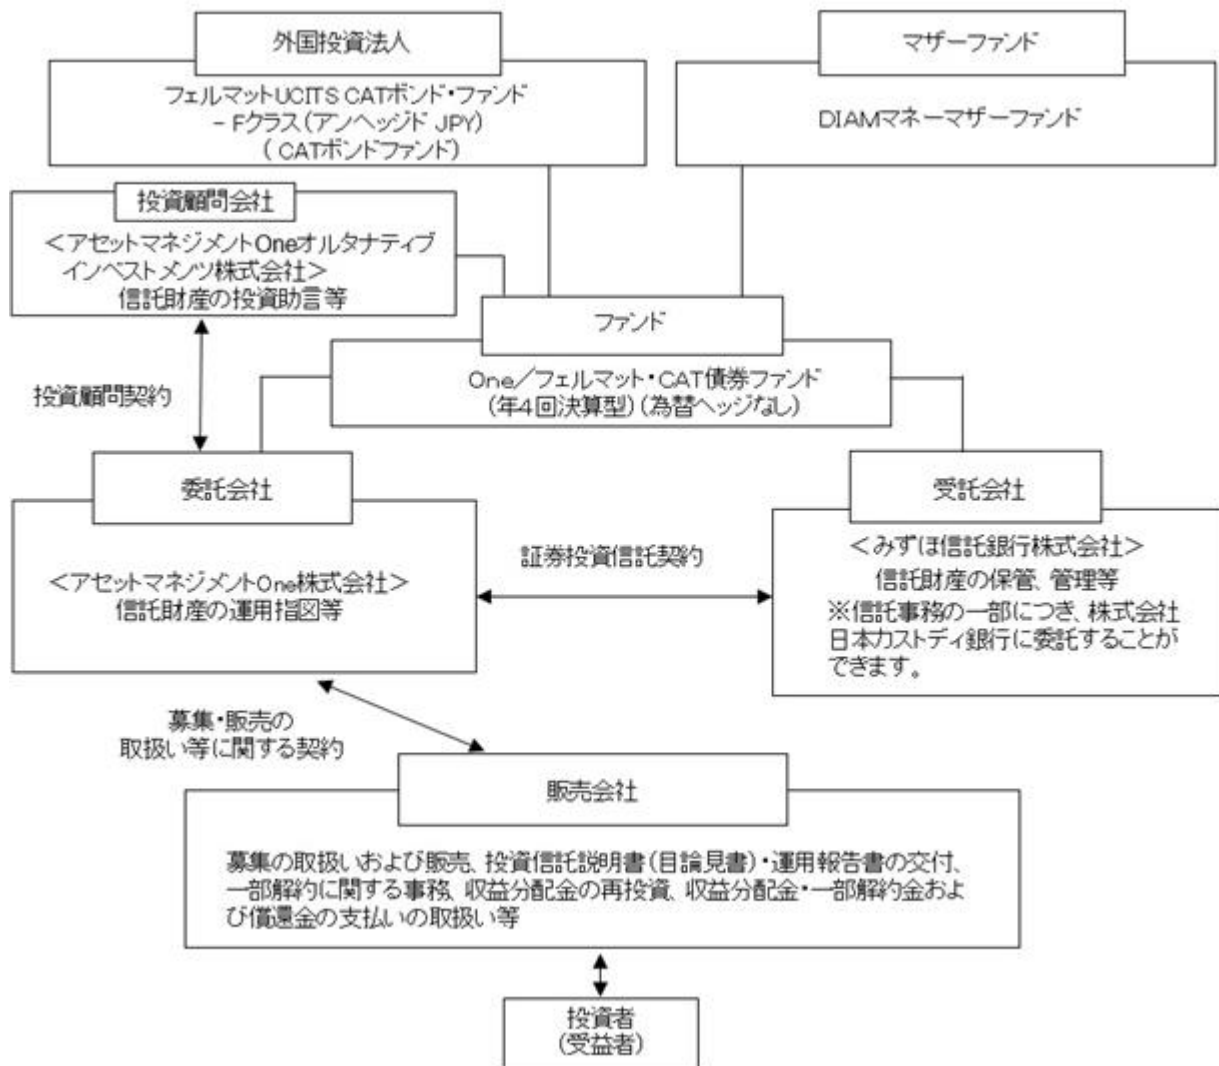 外国投資法人
フェルマットUCITS CATボンド・ファンド
－Fクラス(アンヘッジド JPY)
(CATボンドファンド)
マザーファンド
DIAMマネーマザーファンド
投資顧問会社
＜アセットマネジメントOneオルタナティブ
インベストメンツ株式会社＞
信託財産の投資助言等
ファンド
One／フェルマット・CAT債券ファンド
(年4回決算型)(為替ヘッジなし)
投資顧問契約
委託会社
＜アセットマネジメントOne株式会社＞
信託財産の運用指図等
証券投資信託契約
受託会社
＜みずほ信託銀行株式会社＞
信託財産の保管、管理等
※信託事務の一部につき、株式会社
日本カストディ銀行に委託することが
できます。
募集・販売の
取扱い等に関する契約
販売会社
募集の取扱いおよび販売、投資信託説明書(目論見書)・運用報告書の交付、
一部解約に関する事務、収益分配金の再投資、収益分配金・一部解約金およ
び償還金の支払いの取扱い等
投資者
(受益者)